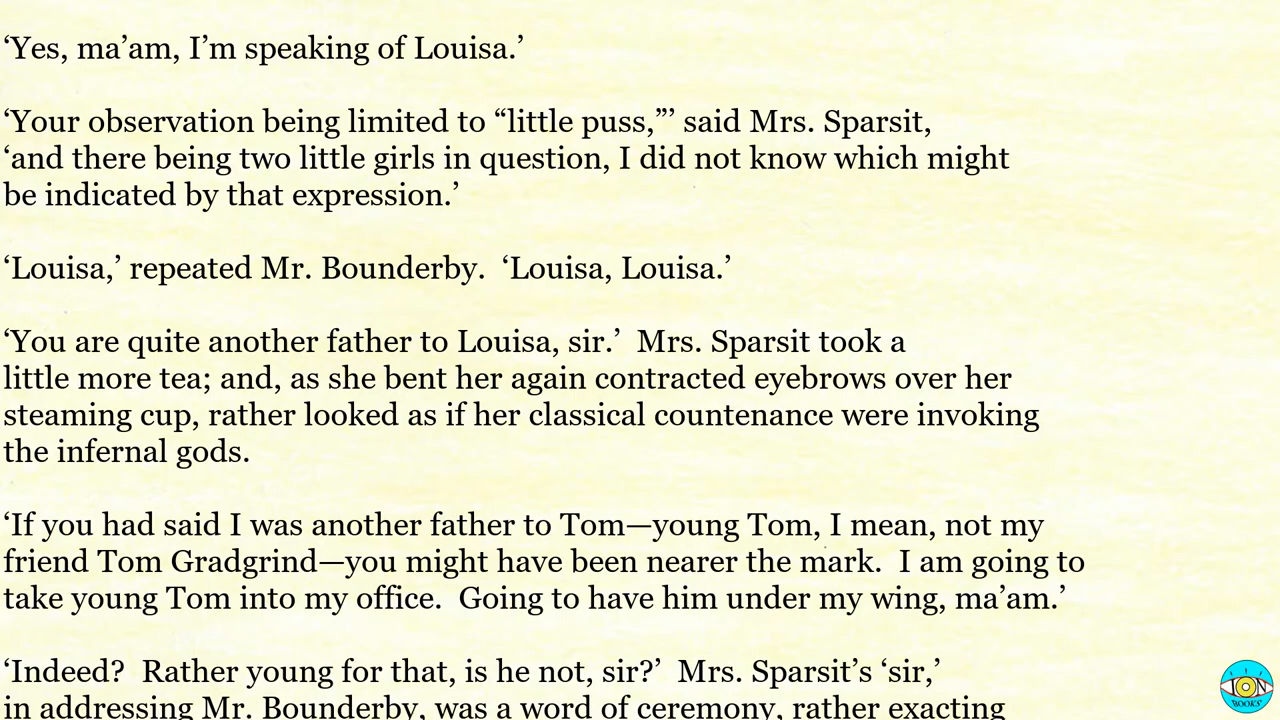 ‘Yes, ma’am, I’m speaking of Louisa.’
‘Your observation being limited to “little puss,”’ said Mrs. Sparsit,
‘and there being two little girls in question, I did not know which might
be indicated by that expression.’
‘Louisa,’ repeated Mr. Bounderby.  ‘Louisa, Louisa.’
‘You are quite another father to Louisa, sir.’  Mrs. Sparsit took a
little more tea; and, as she bent her again contracted eyebrows over her
steaming cup, rather looked as if her classical countenance were invoking
the infernal gods.
‘If you had said I was another father to Tom—young Tom, I mean, not my
friend Tom Gradgrind—you might have been nearer the mark.  I am going to
take young Tom into my office.  Going to have him under my wing, ma’am.’
‘Indeed?  Rather young for that, is he not, sir?’  Mrs. Sparsit’s ‘sir,’
in addressing Mr. Bounderby, was a word of ceremony, rather exacting
ION
BOOKS